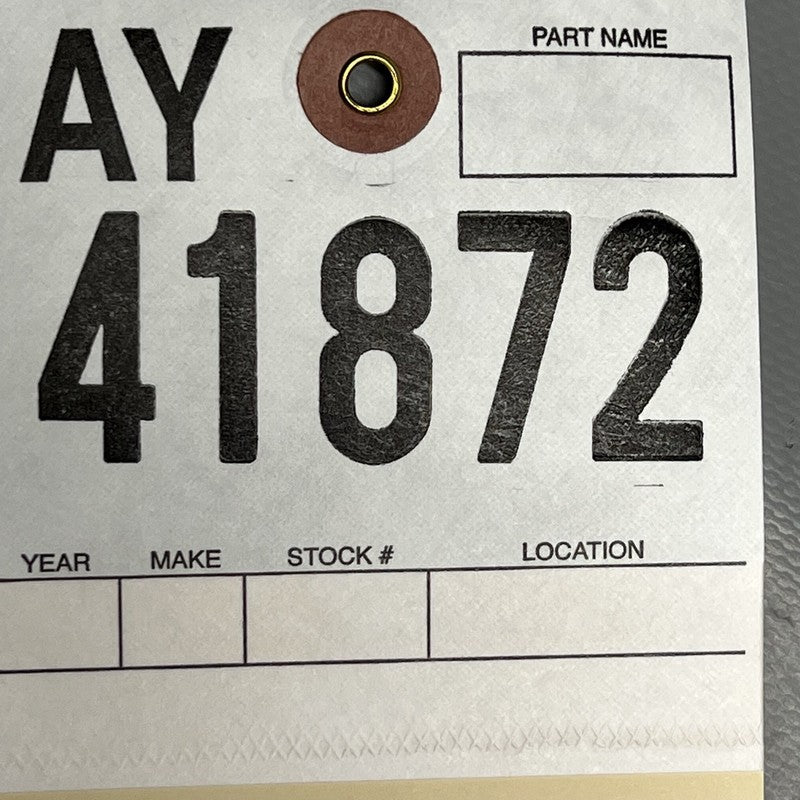 AY
PART NAME
41872
YEAR MAKE STOCK # LOCATION